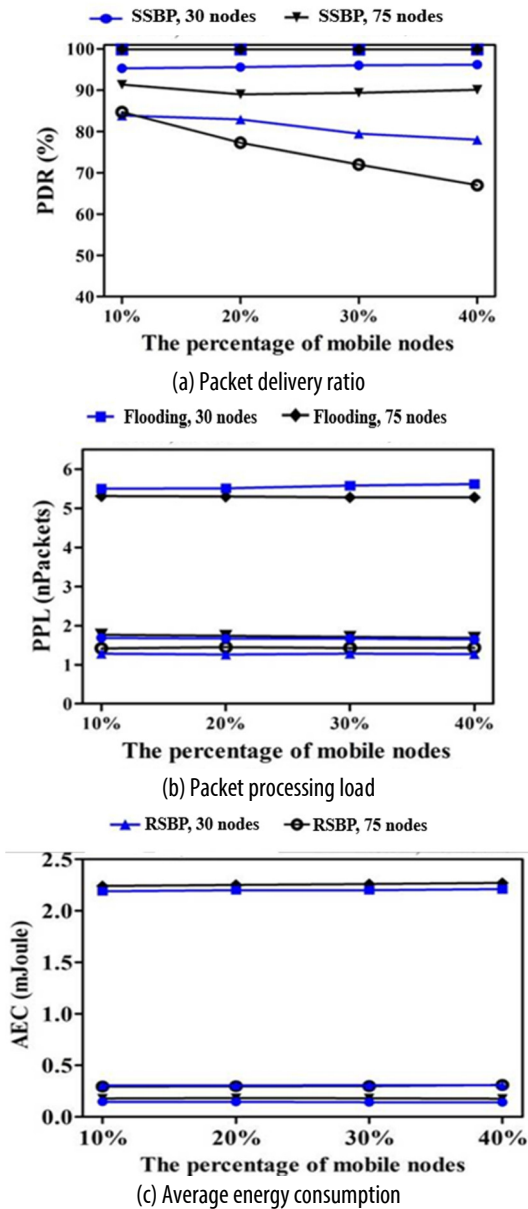 SSBP, 30 nodes SSBP, 75 nodes
100
90
80
70
60
50
40
PDR (%)
10% 20% 30% 40%
The percentage of mobile nodes
(a) Packet delivery ratio
Flooding, 30 nodes Flooding, 75 nodes
6
5
4
3
2
1
0
PPL (nPackets)
10% 20% 30% 40%
The percentage of mobile nodes
(b) Packet processing load
RSBP, 30 nodes RSBP, 75 nodes
2.5
2.0
1.5
1.0
0.5
0.0
AEC (mJoule)
10% 20% 30% 40%
The percentage of mobile nodes
(c) Average energy consumption